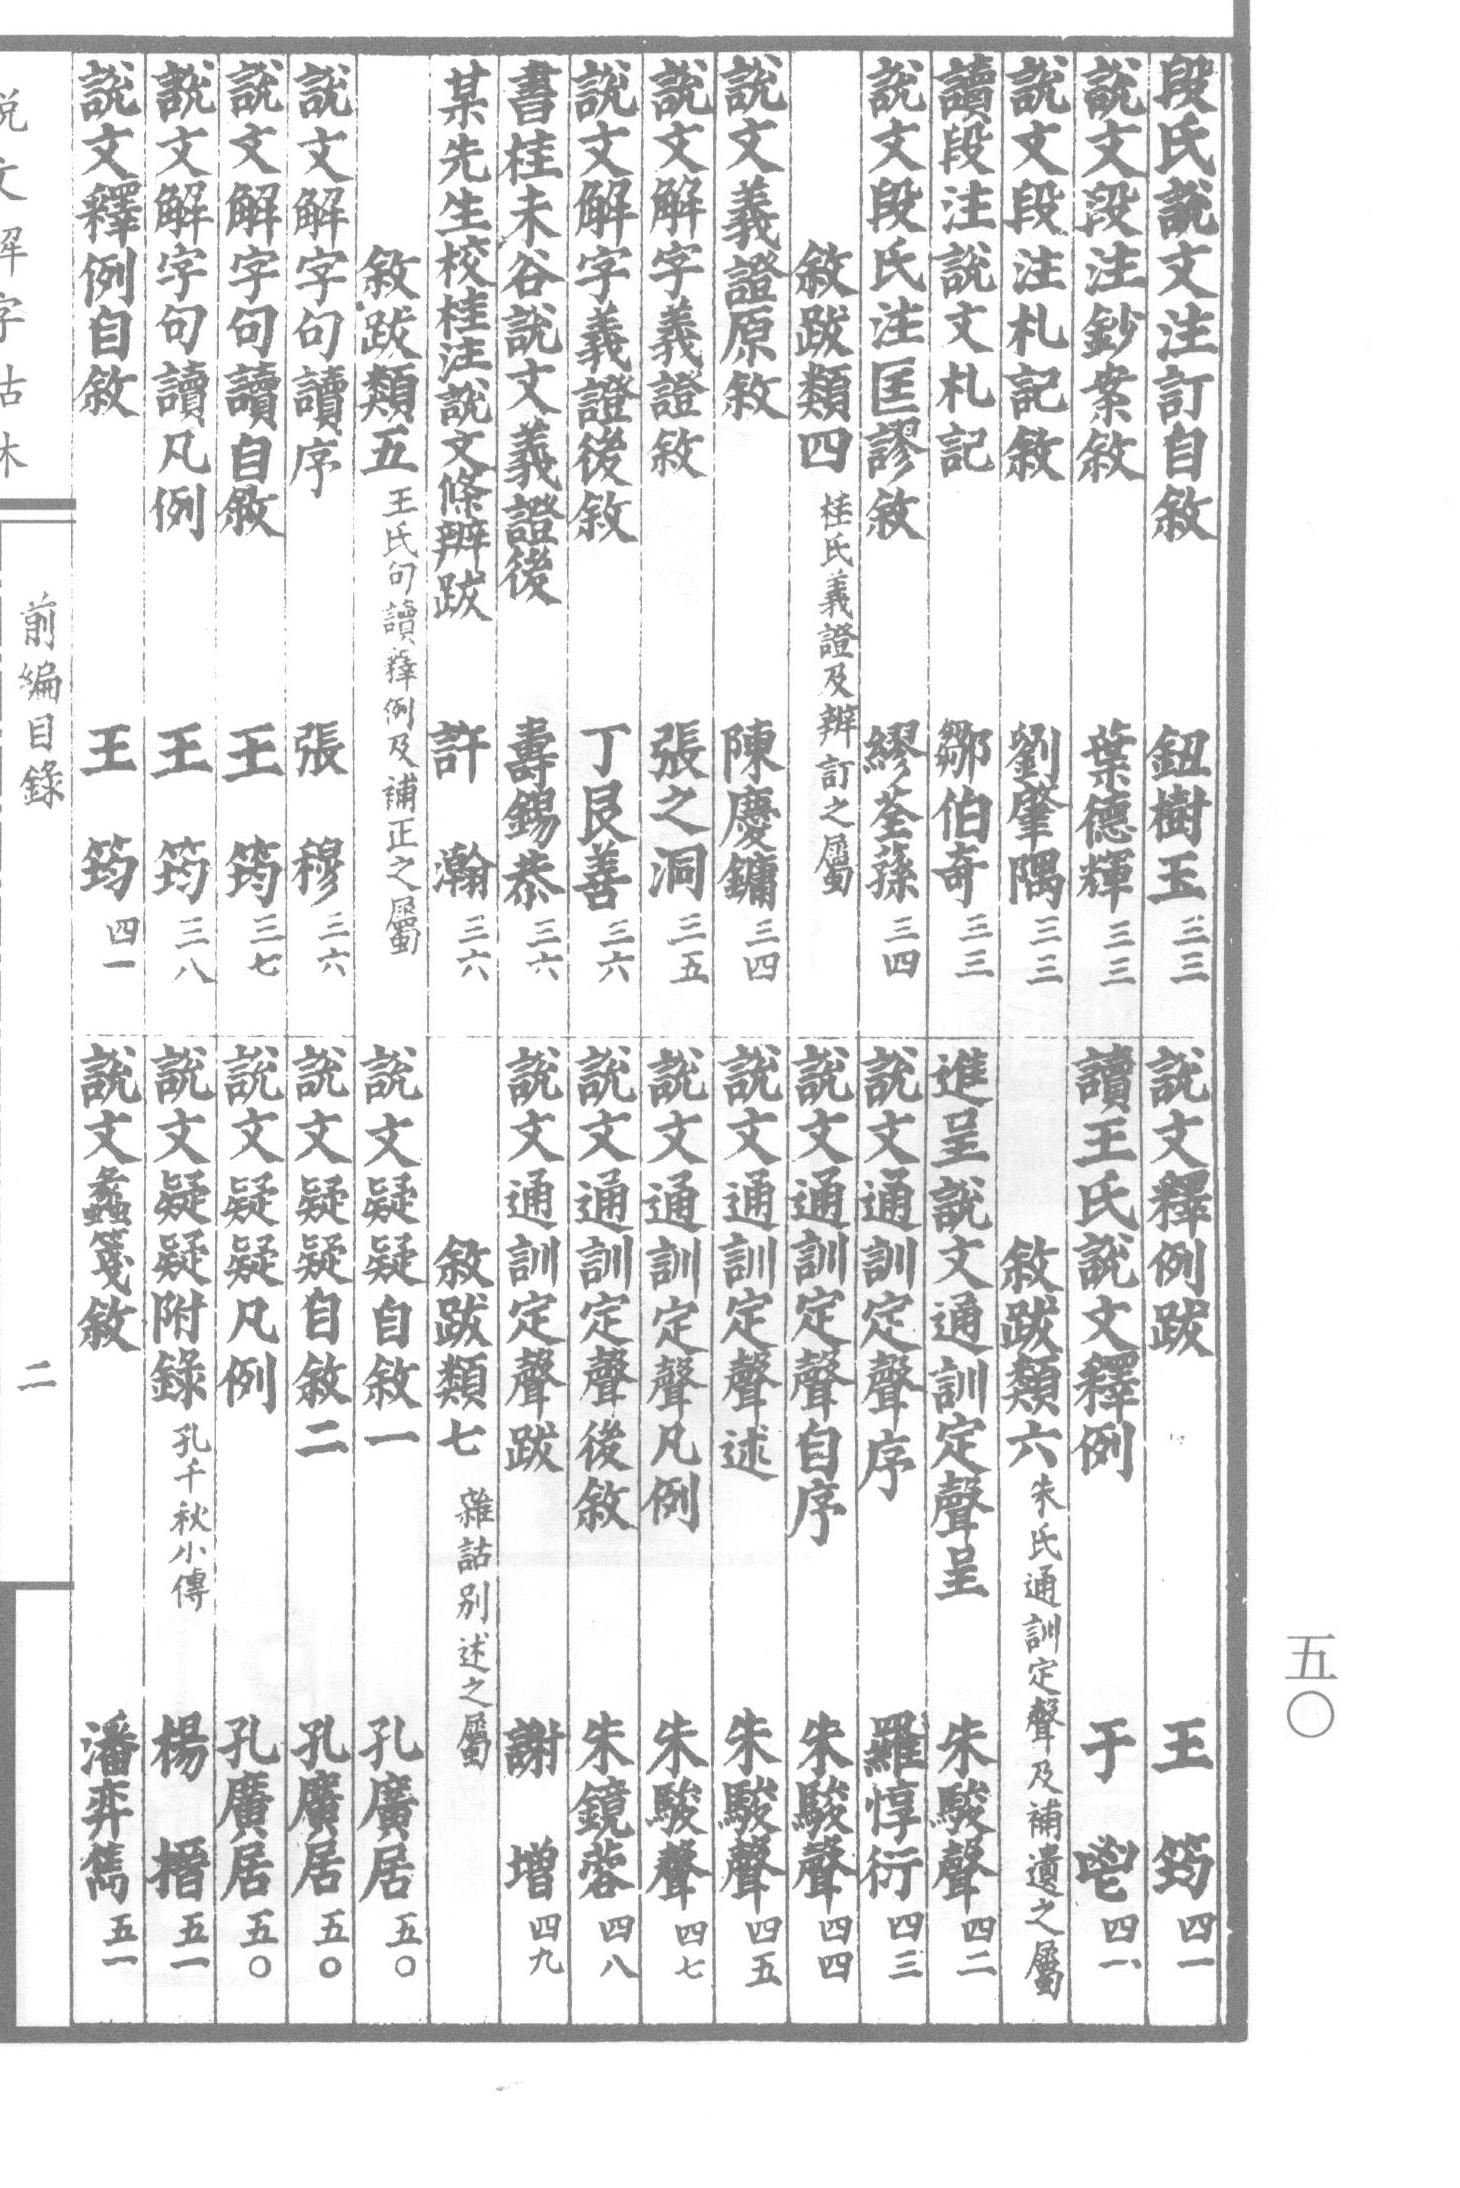 段氏說文注訂自敘 鈕樹玉 三三
說文段注鈔案敘 葉德輝 三三
說文段注札記敘 劉肇隅 三三
讀段注說文札記 鄒伯奇 三三
說文段氏注匡謬敘 繆荃蓀 三四
敘跋類四 桂氏義證及辨訂之屬
說文義證原敘 陳慶鏞 三四
說文解字義證敘 張之洞 三五
說文解字義證後敘 丁艮善 三六
書桂未谷說文義證後 壽錫恭 三六
某先生校桂注說文條辨跋 許瀚 三六
敘跋類五 王氏句讀釋例及補正之屬
說文解字句讀序 張穆 三六
說文解字句讀自敘 王筠 三七
說文解字句讀凡例 王筠 三八
說文釋例自敘 王筠 四一
說文釋例跋 王筠 四一
讀王氏說文釋例 于鬯 四一
敘跋類六 朱氏通訓定聲及補遺之屬
進呈說文通訓定聲呈 朱駿聲 四二
說文通訓定聲序 羅惇衍 四三
說文通訓定聲自序 朱駿聲 四四
說文通訓定聲述 朱駿聲 四五
說文通訓定聲凡例 朱駿聲 四七
說文通訓定聲後敘 朱鏡蓉 四八
說文通訓定聲跋 謝增 四九
敘跋類七 雜詁別述之屬
說文疑疑自敘一 孔廣居 五〇
說文疑疑自敘二 孔廣居 五〇
說文疑疑凡例 孔廣居 五〇
說文疑疑附錄 孔千秋小傳 楊搢 五一
說文蠡箋敘 潘奕雋 五一
說文解字詁林
前編目錄
二
五〇